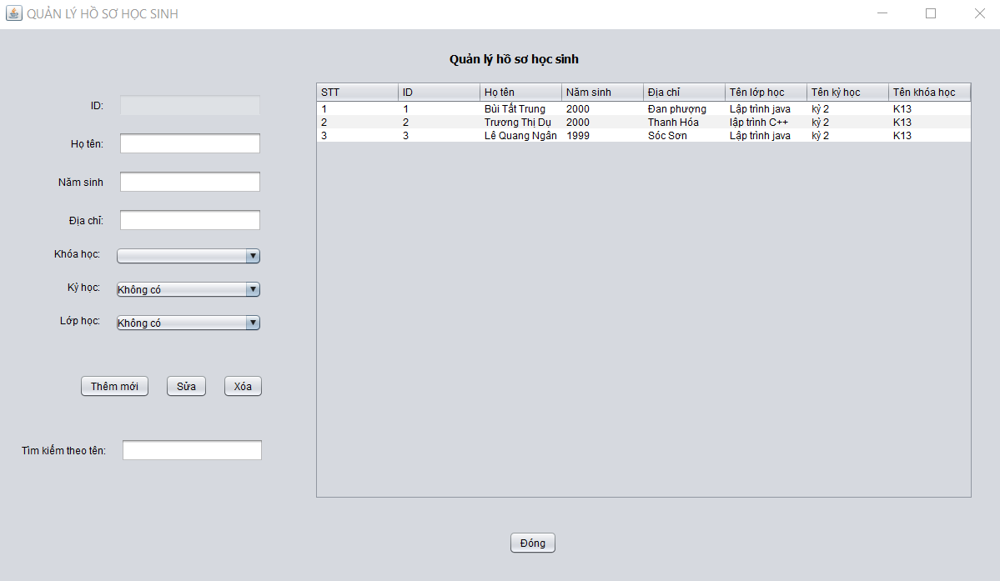 QUẢN LÝ HỒ SƠ HỌC SINH
Quản lý hồ sơ học sinh
ID:
Họ tên:
Năm sinh
Địa chỉ:
Khóa học:
Kỳ học: Không có
Lớp học: Không có
Thêm mới Sửa Xóa
Tìm kiếm theo tên:
STT ID Họ tên Năm sinh Địa chỉ Tên lớp học Tên kỳ học Tên khóa học
1 1 Bùi Tất Trung 2000 Đan phượng Lập trình java kỳ 2 K13
2 2 Trương Thị Dụ 2000 Thanh Hóa lập trình C++ kỳ 2 K13
3 3 Lê Quang Ngân 1999 Sóc Sơn Lập trình java kỳ 2 K13
Đóng